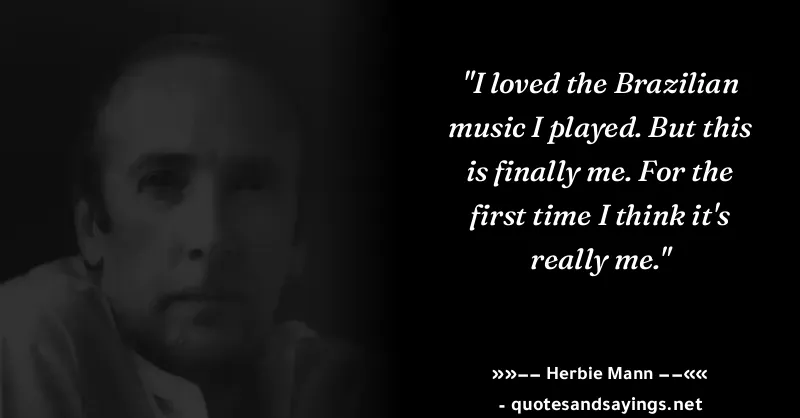 "I loved the Brazilian
music I played. But this
is finally me. For the
first time I think it's
really me."
»»−− Herbie Mann −−««
- quotesandsayings.net